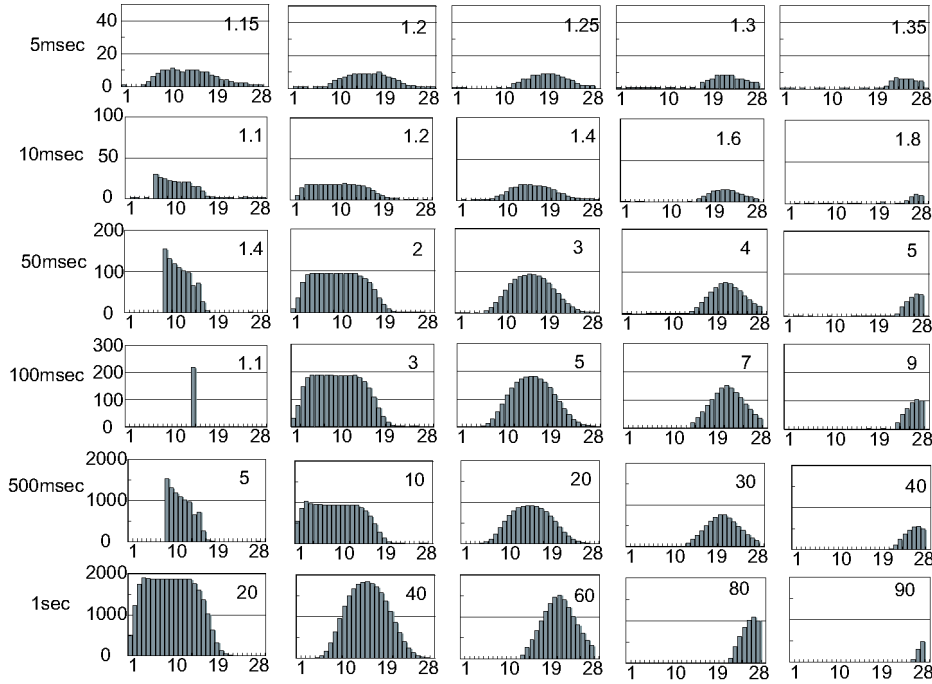 5msec 40 20 0 1.15 1.2 1.25 1.3 1.35
1 10 19 28 1 10 19 28 1 10 19 28 1 10 19 28 1 10 19 28
10msec 100 50 0 1.1 1.2 1.4 1.6 1.8
1 10 19 28 1 10 19 28 1 10 19 28 1 10 19 28 1 10 19 28
50msec 200 100 0 1.4 2 3 4 5
1 10 19 28 1 10 19 28 1 10 19 28 1 10 19 28 1 10 19 28
100msec 300 200 100 0 1.1 3 5 7 9
1 10 19 28 1 10 19 28 1 10 19 28 1 10 19 28 1 10 19 28
500msec 2000 1000 0 5 10 20 30 40
1 10 19 28 1 10 19 28 1 10 19 28 1 10 19 28 1 10 19 28
1sec 2000 1000 0 20 40 60 80 90
1 10 19 28 1 10 19 28 1 10 19 28 1 10 19 28 1 10 19 28